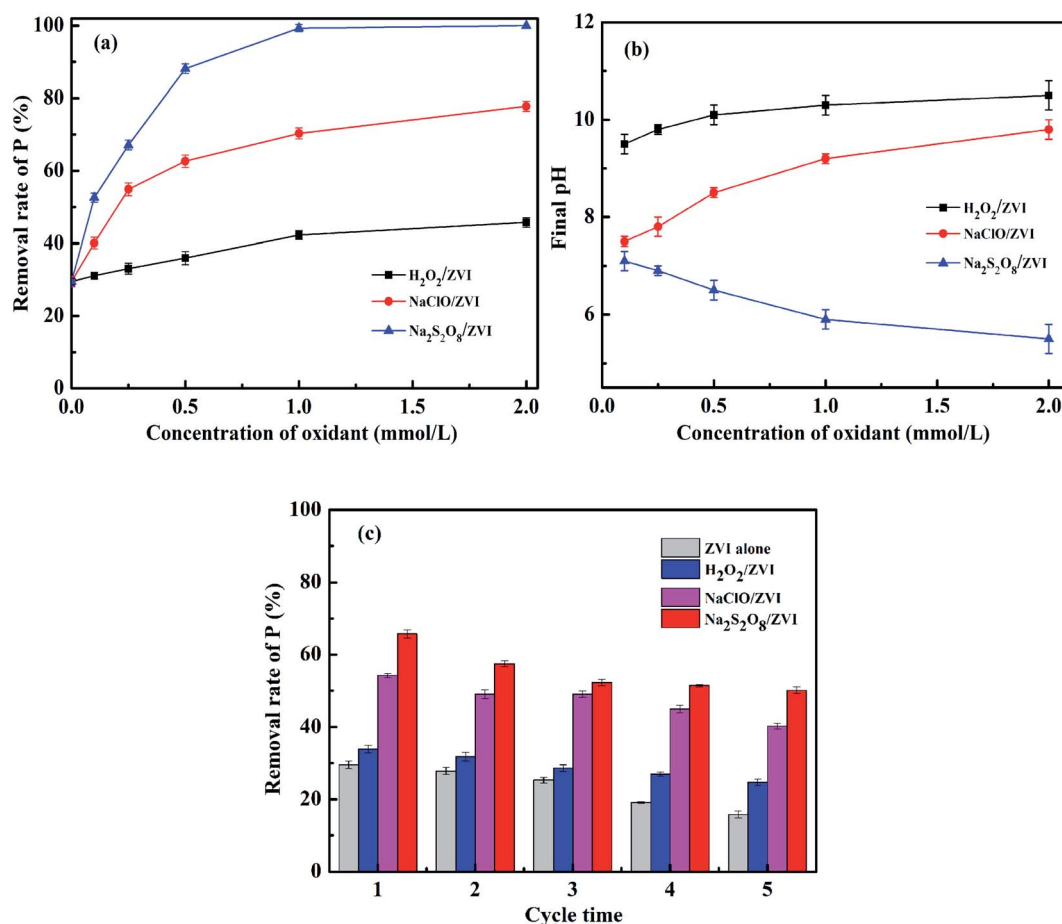 (a)
Removal rate of P (%)
100
80
60
40
20
0
H₂O₂/ZVI
NaClO/ZVI
Na₂S₂O₈/ZVI
0.0 0.5 1.0 1.5 2.0
Concentration of oxidant (mmol/L)
(b)
Final pH
12
10
8
6
H₂O₂/ZVI
NaClO/ZVI
Na₂S₂O₈/ZVI
0.0 0.5 1.0 1.5 2.0
Concentration of oxidant (mmol/L)
(c)
Removal rate of P (%)
100
80
60
40
20
0
ZVI alone
H₂O₂/ZVI
NaClO/ZVI
Na₂S₂O₈/ZVI
1 2 3 4 5
Cycle time